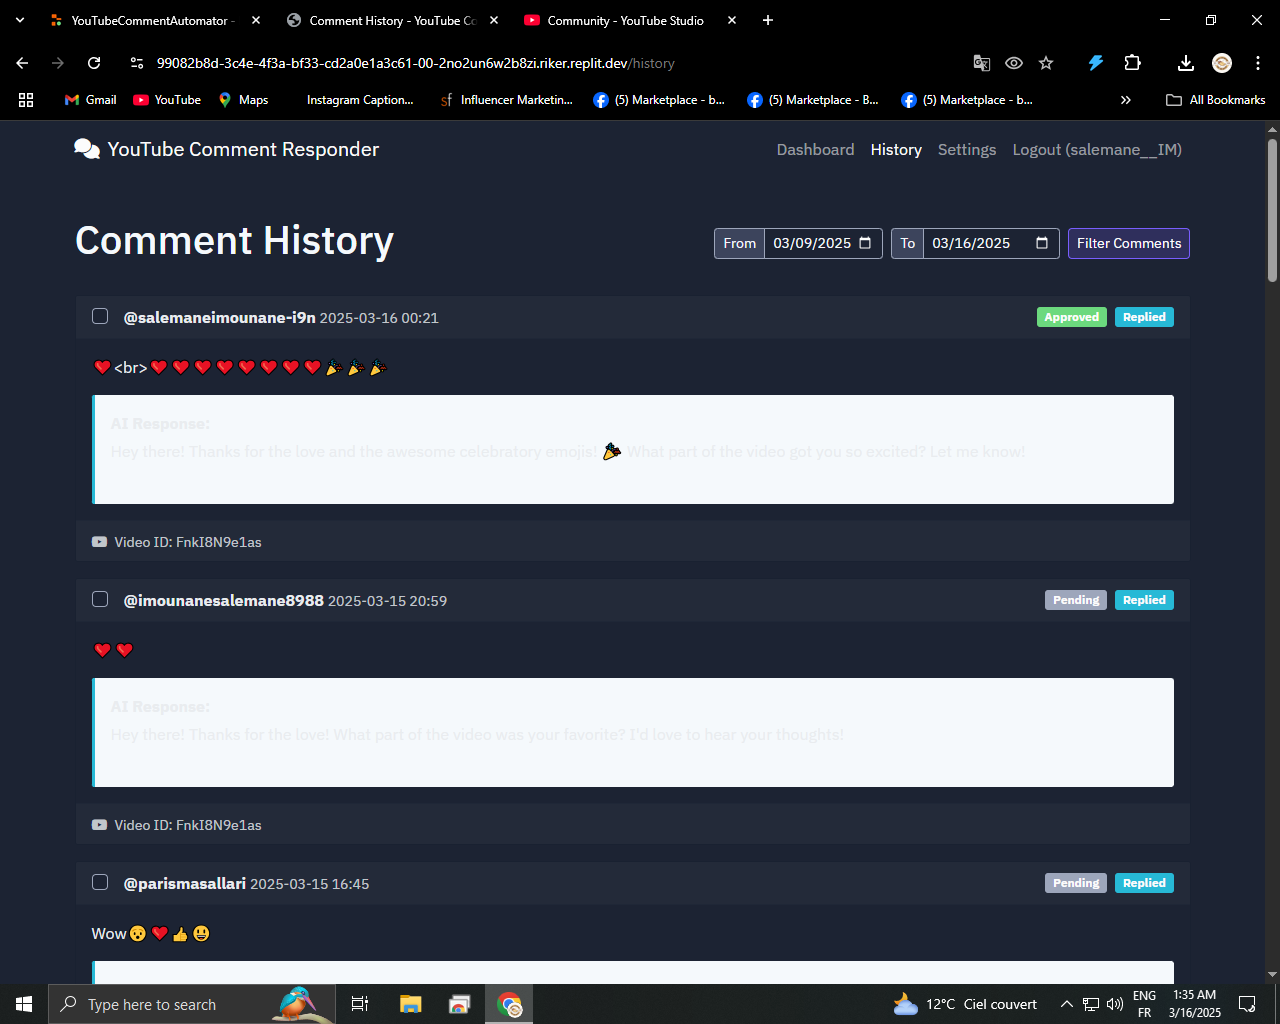 YouTubeCommentAutomator -
Comment History - YouTube Co
Community - YouTube Studio
99082b8d-3c4e-4f3a-bf33-cd2a0e1a3c61-00-2no2un6w2b8zi.riker.replit.dev/history
Gmail
YouTube
Maps
Instagram Caption...
sf
Influencer Marketin...
(5) Marketplace - b...
(5) Marketplace - B...
(5) Marketplace - b...
All Bookmarks
YouTube Comment Responder
Dashboard
History
Settings
Logout (salemane__IM)
Comment History
From
03/09/2025
To
03/16/2025
Filter Comments
@salemaneimounane-i9n 2025-03-16 00:21
Approved
Replied
❤️<br>❤️❤️❤️❤️❤️❤️❤️❤️🎉🎉🎉
AI Response:
Hey there! Thanks for the love and the awesome celebratory emojis! 🎉 What part of the video got you so excited? Let me know!
Video ID: FnkI8N9e1as
@imounanesalemane8988 2025-03-15 20:59
Pending
Replied
❤️❤️
AI Response:
Hey there! Thanks for the love! What part of the video was your favorite? I'd love to hear your thoughts!
Video ID: FnkI8N9e1as
@parismasallari 2025-03-15 16:45
Pending
Replied
Wow😯❤️👍😃
Type here to search
12°C Ciel couvert
ENG
FR
1:35 AM
3/16/2025